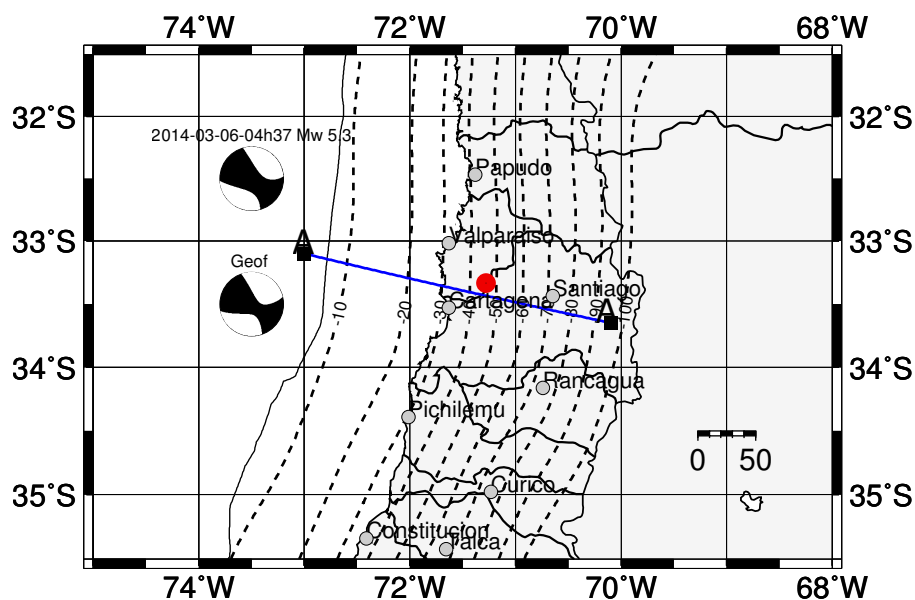 74˚W 72˚W 70˚W 68˚W
32˚S 32˚S
2014-03-06-04h37 Mw 5.3
Papudo
33˚S 33˚S
Valparaiso
A
Geof
Santiago
Cartagena
-10 -20 -30 -40 -50 -60 -70 -80 -90 -100
A
34˚S 34˚S
Rancagua
Pichilemu
0 50
35˚S 35˚S
Curico
Constitucion
Talca
74˚W 72˚W 70˚W 68˚W